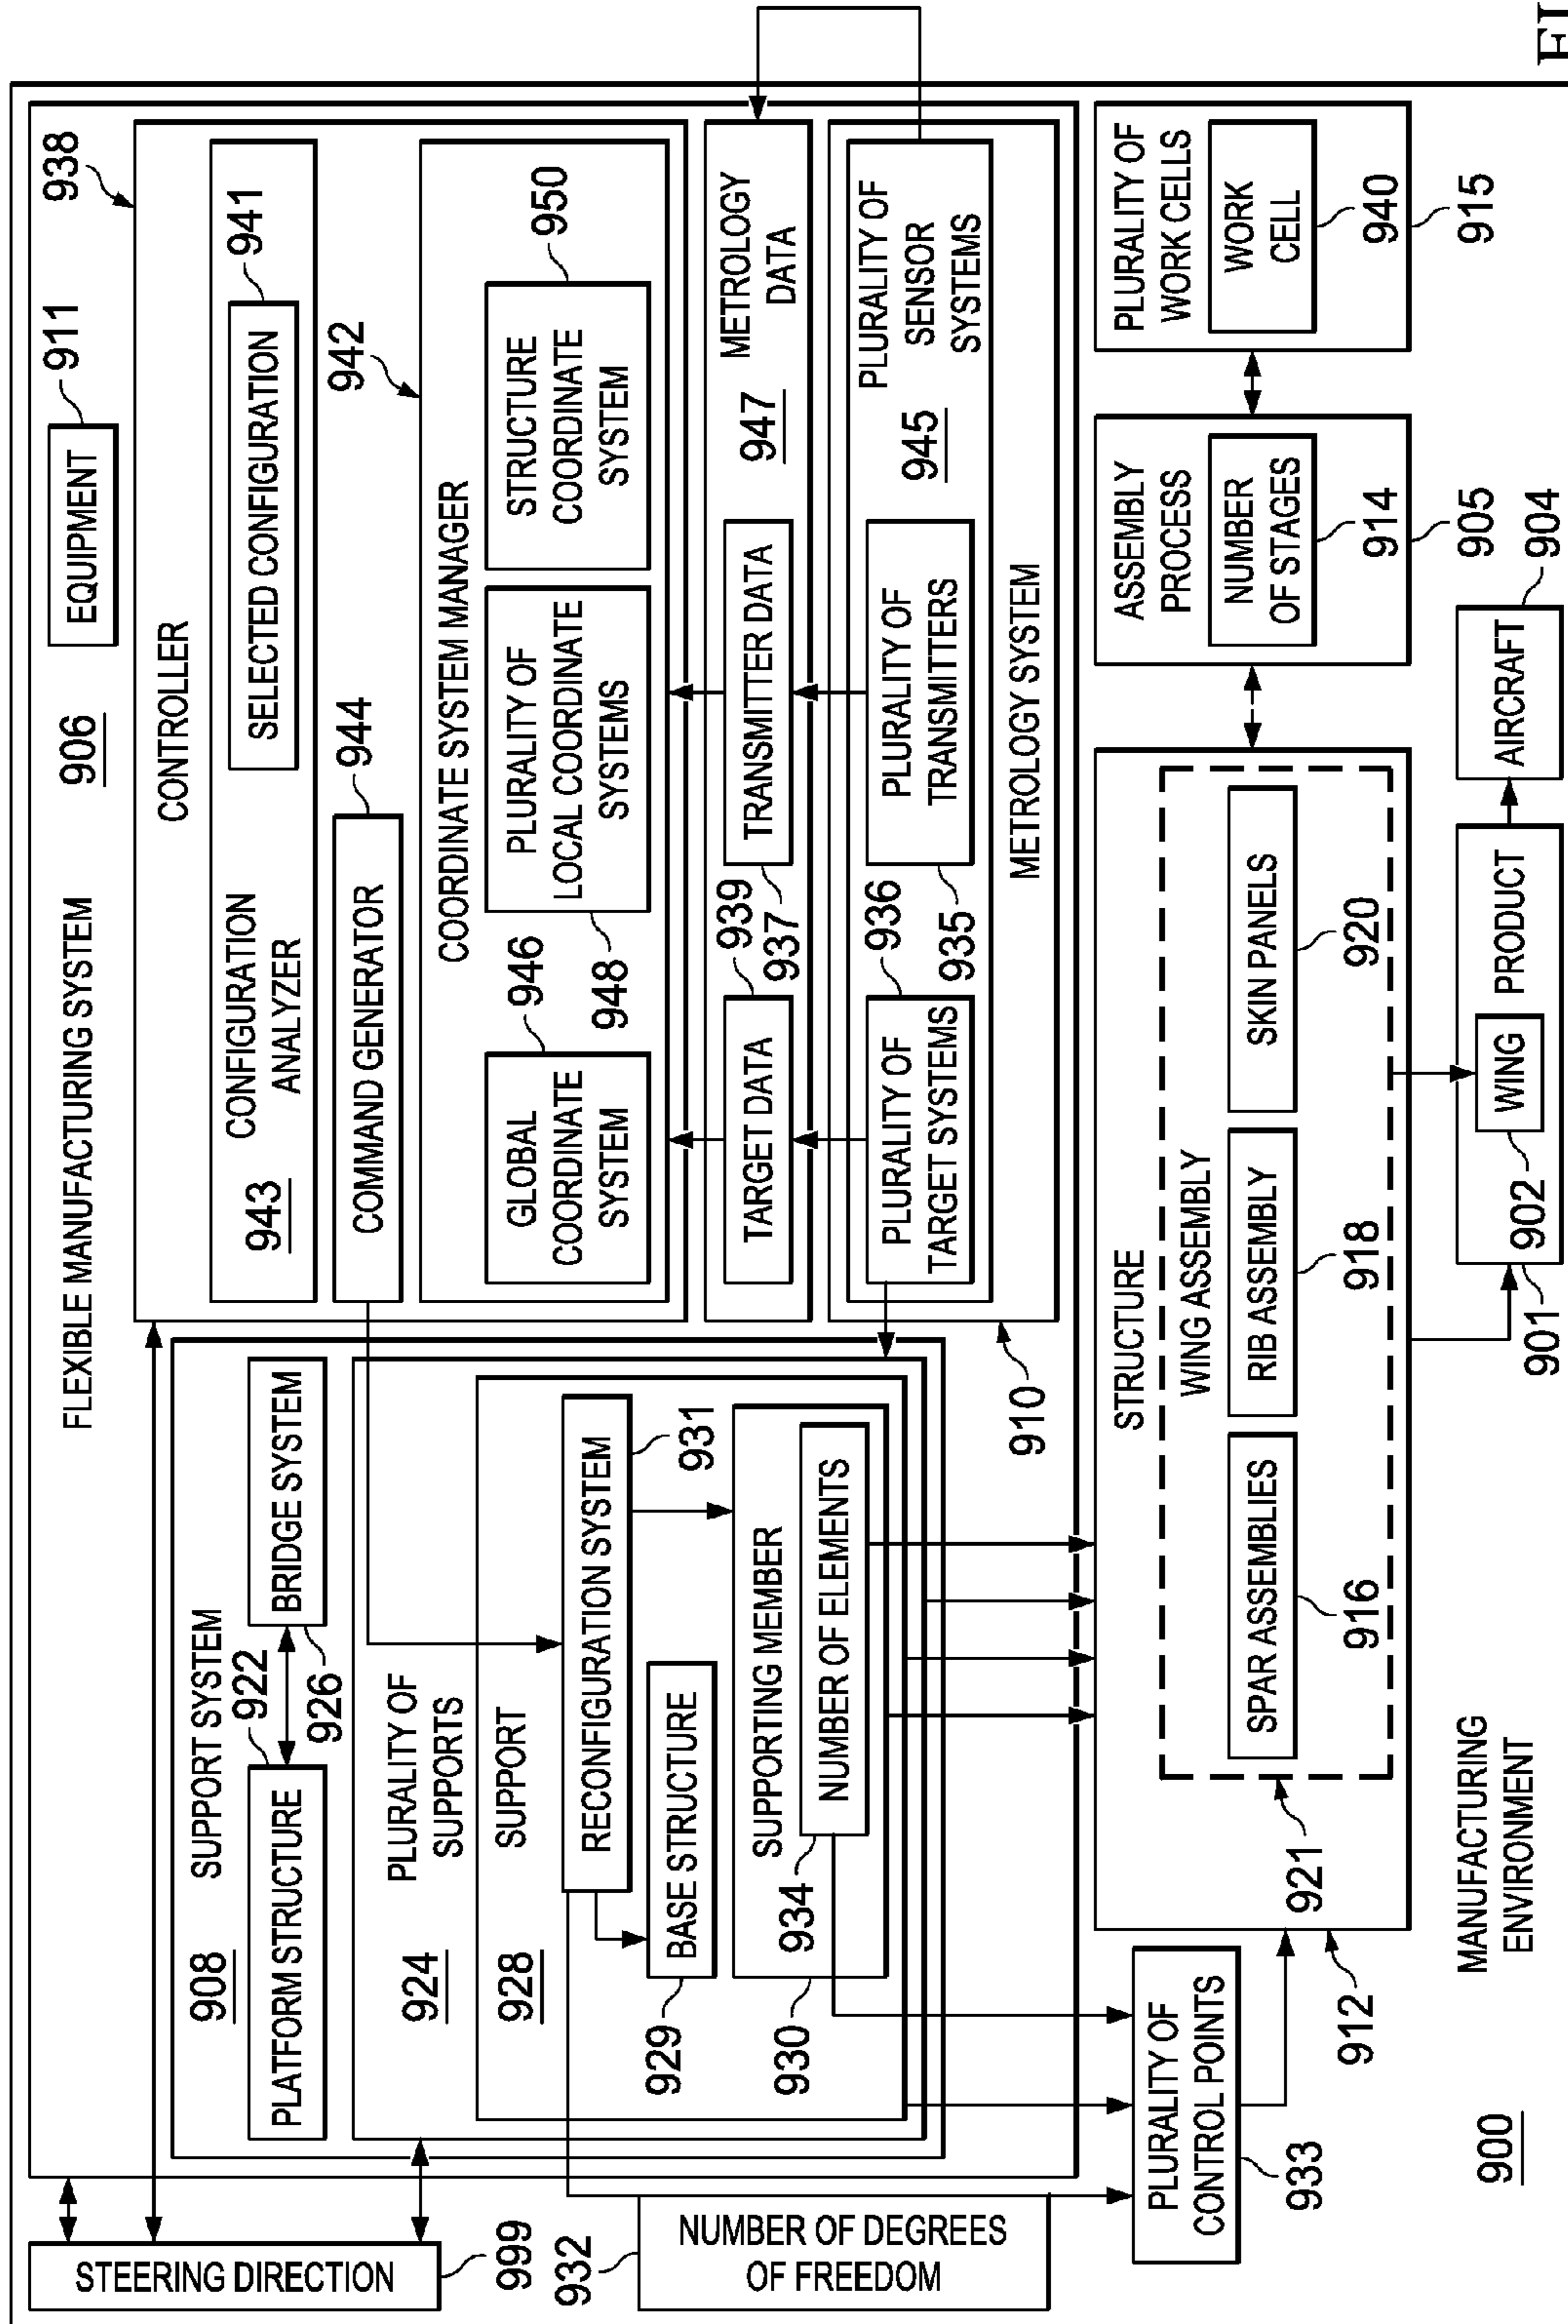 FLEXIBLE MANUFACTURING SYSTEM
906
EQUIPMENT
911
938
STEERING DIRECTION
999
SUPPORT SYSTEM
908
922
PLATFORM STRUCTURE
BRIDGE SYSTEM
926
PLURALITY OF
SUPPORTS
924
SUPPORT
928
RECONFIGURATION SYSTEM
931
BASE STRUCTURE
929
SUPPORTING MEMBER
NUMBER OF ELEMENTS
934
930
CONTROLLER
CONFIGURATION
ANALYZER
943
SELECTED CONFIGURATION
941
COMMAND GENERATOR
944
942
COORDINATE SYSTEM MANAGER
946
GLOBAL
COORDINATE
SYSTEM
PLURALITY OF
LOCAL COORDINATE
SYSTEMS
948
STRUCTURE
COORDINATE
SYSTEM
950
METROLOGY
DATA
947
TARGET DATA
939
TRANSMITTER DATA
937
PLURALITY OF
SENSOR
SYSTEMS
945
PLURALITY OF
TARGET SYSTEMS
936
PLURALITY OF
TRANSMITTERS
935
METROLOGY SYSTEM
910
932
NUMBER OF DEGREES
OF FREEDOM
PLURALITY OF
CONTROL POINTS
933
STRUCTURE
WING ASSEMBLY
SPAR ASSEMBLIES
916
RIB ASSEMBLY
918
SKIN PANELS
920
921
912
ASSEMBLY
PROCESS
NUMBER
OF STAGES
914
905
PLURALITY OF
WORK CELLS
WORK
CELL
940
915
PRODUCT
WING
902
901
AIRCRAFT
904
MANUFACTURING
ENVIRONMENT
900